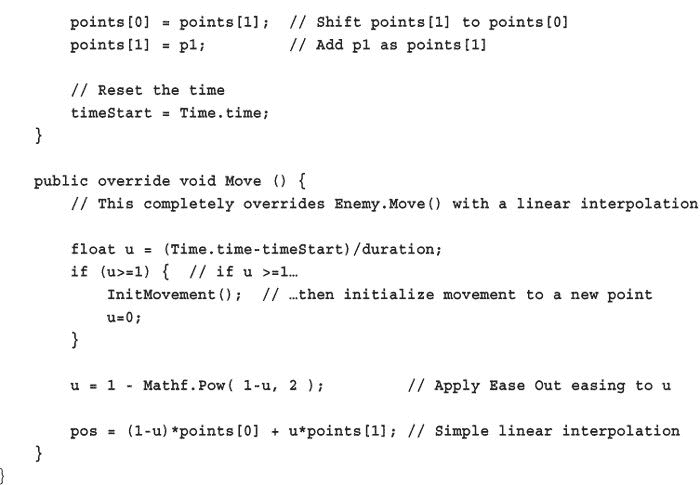 points[0] = points[1];  // Shift points[1] to points[0]
points[1] = p1;         // Add p1 as points[1]
// Reset the time
timeStart = Time.time;
}
public override void Move () {
// This completely overrides Enemy.Move() with a linear interpolation
float u = (Time.time-timeStart)/duration;
if (u>=1) {  // if u >=1…
InitMovement();  // …then initialize movement to a new point
u=0;
}
u = 1 - Mathf.Pow( 1-u, 2 );         // Apply Ease Out easing to u
pos = (1-u)*points[0] + u*points[1]; // Simple linear interpolation
}
}